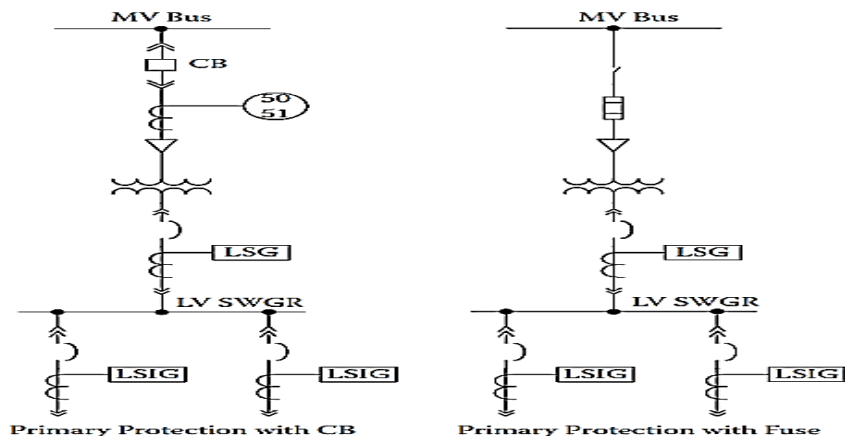 MV Bus
CB
50
51
LSG
LV SWGR
LSIG
LSIG
Primary Protection with CB
MV Bus
LSG
LV SWGR
LSIG
LSIG
Primary Protection with Fuse